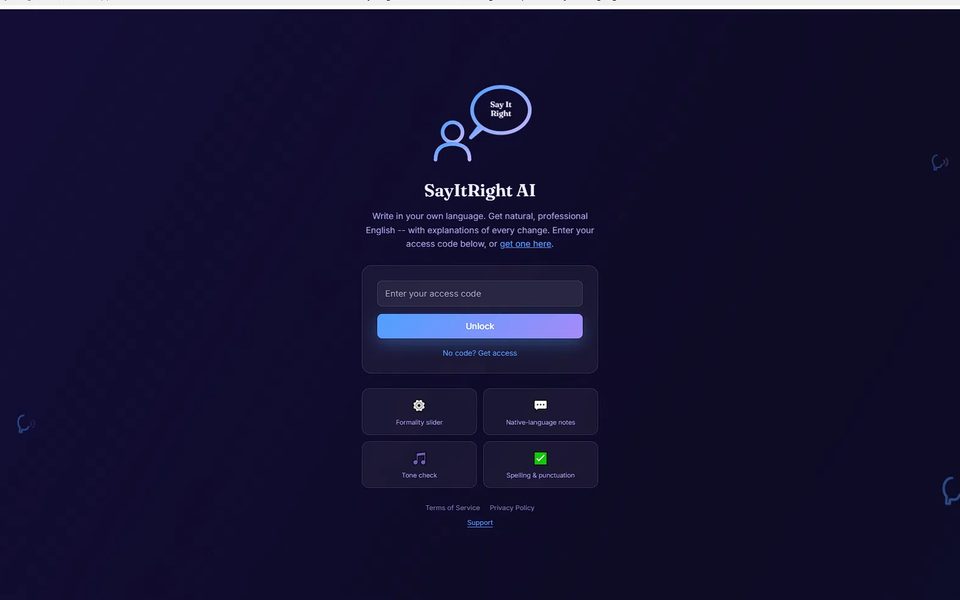 Say It
Right
SayItRight AI
Write in your own language. Get natural, professional
English -- with explanations of every change. Enter your
access code below, or get one here.
Enter your access code
Unlock
No code? Get access
Formality slider
Native-language notes
Tone check
Spelling & punctuation
Terms of Service
Privacy Policy
Support